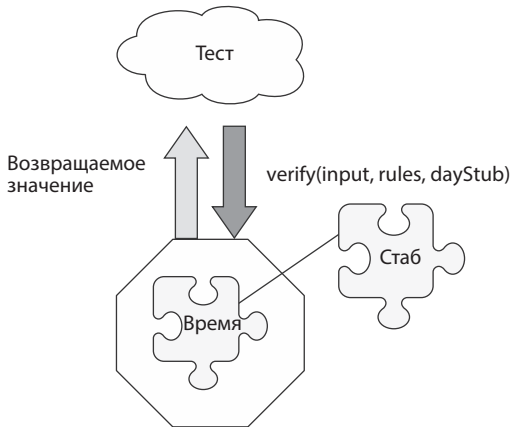 Тест
Возвращаемое
значение
verify(input, rules, dayStub)
Стаб
Время